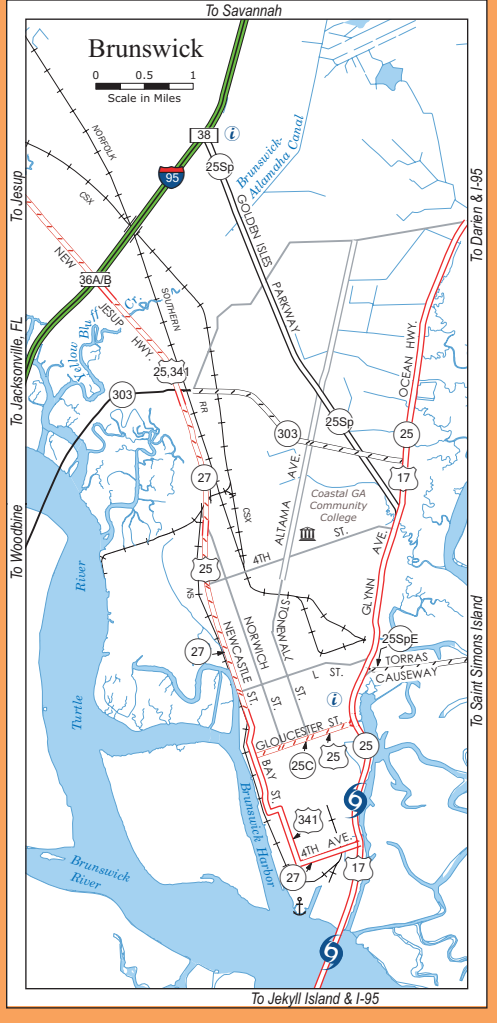 To Savannah
Brunswick
0 0.5 1
Scale in Miles
NORFOLK
38
i
95
25Sp
Brunswick-
Altamaha Canal
CSX
To Jesup
To Darien & I-95
GOLDEN ISLES
PARKWAY
NEW
JESUP
HWY.
36A/B
SOUTHERN
RR
Yellow Bluff Cr.
To Jacksonville, FL
OCEAN HWY.
25,341
303
303
25Sp
25
17
27
ALTAMA AVE.
Coastal GA
Community
College
CSX
4TH ST.
To Woodbine
25
NS
River
GLYNN AVE.
STONEWALL ST.
NORWICH ST.
NEWCASTLE ST.
27
25SpE
TORRAS
CAUSEWAY
To Saint Simons Island
L ST.
Turtle
i
GLOUCESTER ST.
25C
25
25
BAY ST.
Brunswick Harbor
341
4TH AVE.
27
17
Brunswick
River
To Jekyll Island & I-95